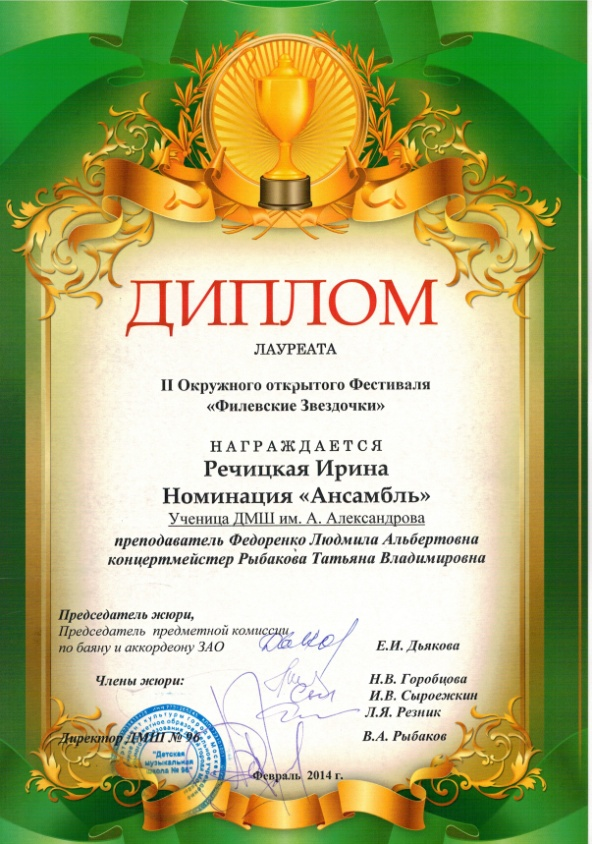 ДИПЛОМ
ЛАУРЕАТА
II Окружного открытого Фестиваля
«Филевские Звездочки»
НАГРАЖДАЕТСЯ
Речицкая Ирина
Номинация «Ансамбль»
Ученица ДМШ им. А. Александрова
преподаватель Федоренко Людмила Альбертовна
концертмейстер Рыбакова Татьяна Владимировна
Председатель жюри,
Председатель предметной комиссии
по баяну и аккордеону ЗАО Е.И. Дьякова
Члены жюри: Н.В. Горобцова
И.В. Сыроежкин
Л.Я. Резник
Директор ДМШ № 96 В.А. Рыбаков
"Детская
музыкальная
школа № 96"
Февраль 2014 г.